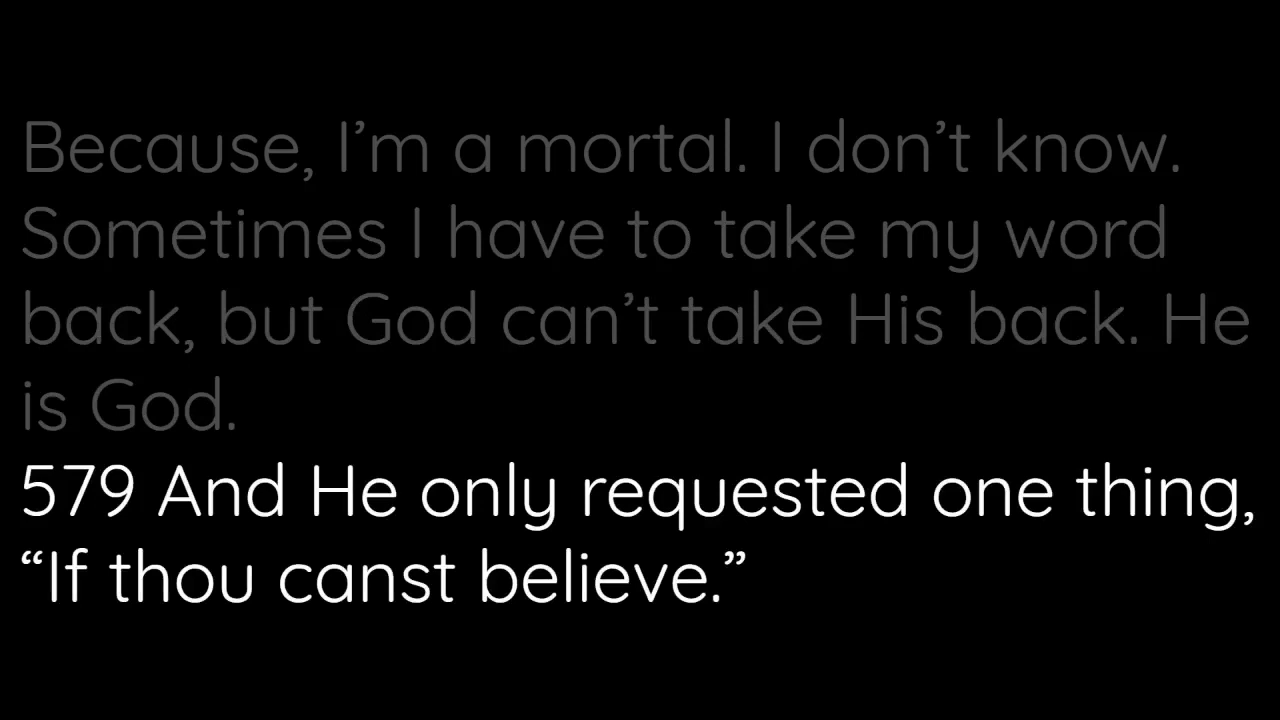 Because, I’m a mortal. I don’t know.
Sometimes I have to take my word
back, but God can’t take His back. He
is God.
579 And He only requested one thing,
“If thou canst believe.”